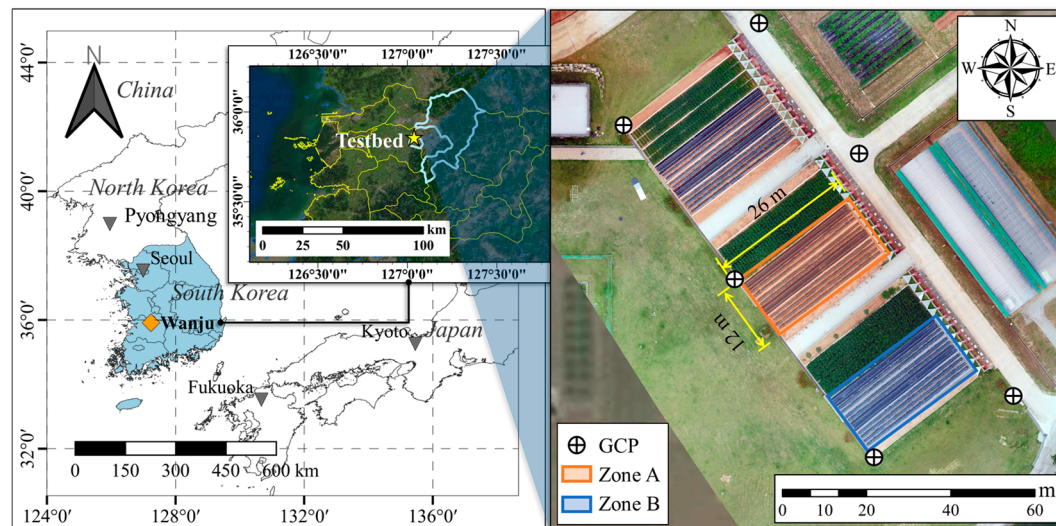 44°0'
40°0'
36°0'
32°0'
124°0'
128°0'
132°0'
136°0'
N
China
North Korea
Pyongyang
Seoul
South Korea
Wanju
Kyoto
Japan
Fukuoka
0 150 300 450 600 km
126°30'0" 127°0'0" 127°30'0"
36°0'0"
35°30'0"
Testbed
km
0 25 50 100
126°30'0" 127°0'0" 127°30'0"
N
W E
S
26 m
12 m
GCP
Zone A
Zone B
m
0 10 20 40 60